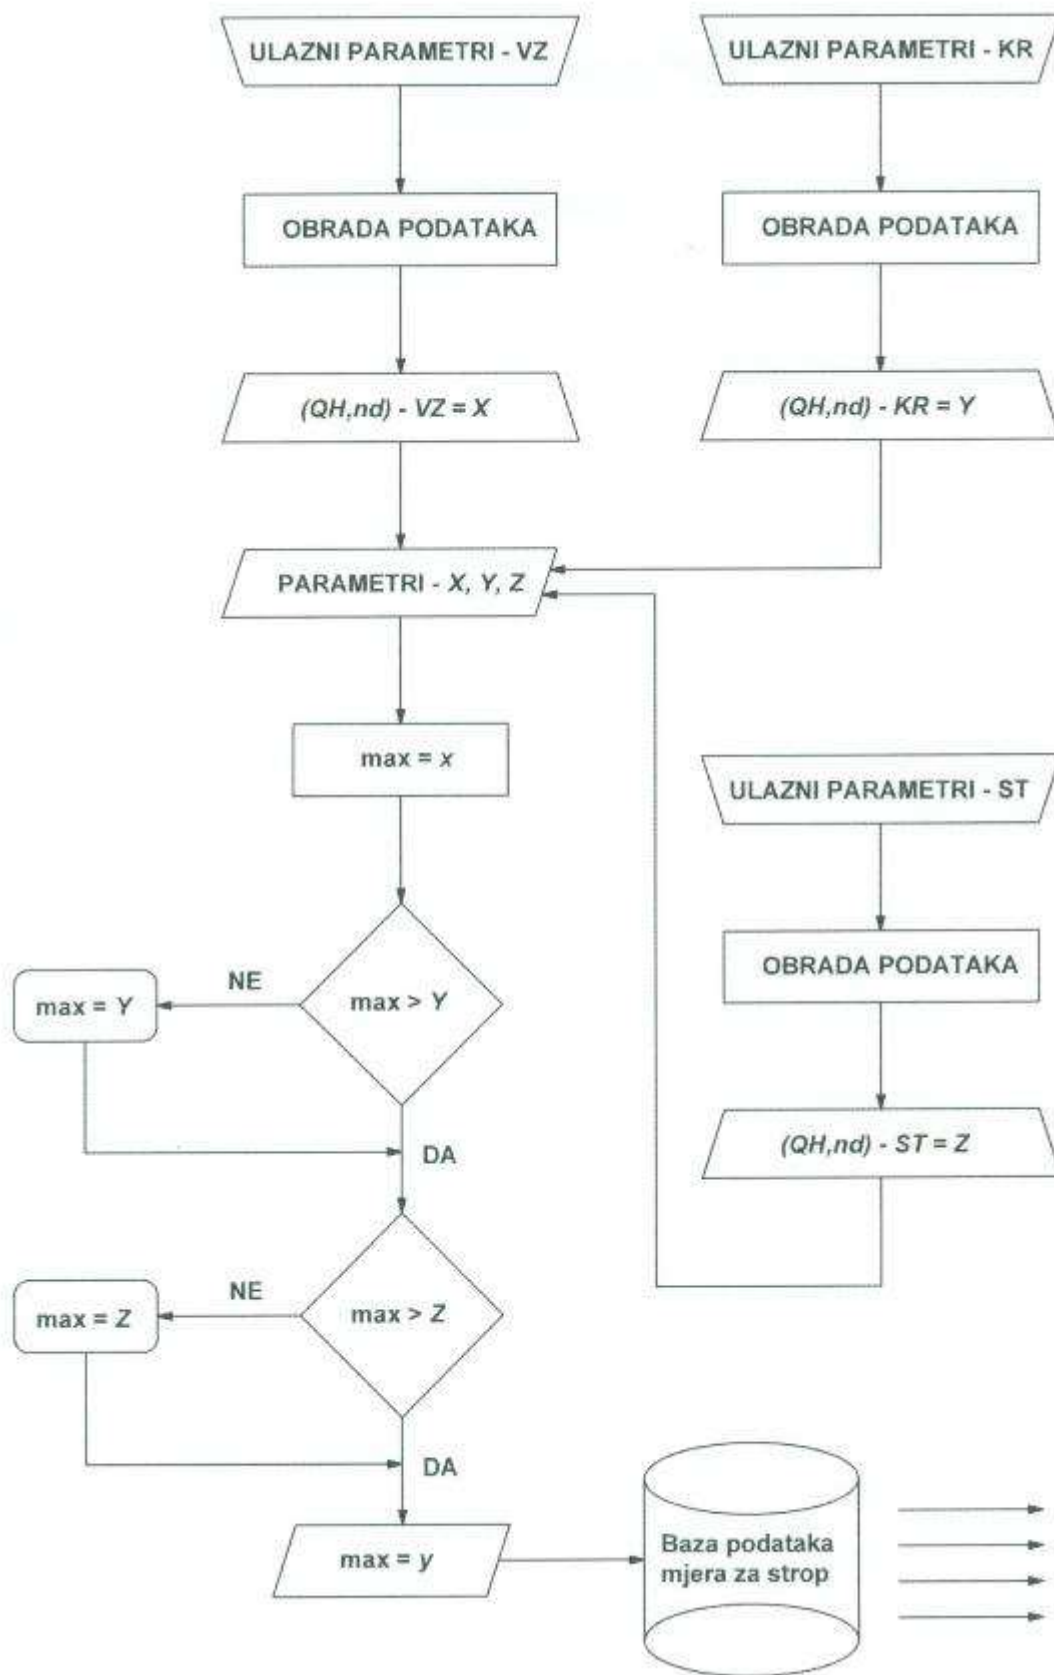 ULAZNI PARAMETRI - VZ
ULAZNI PARAMETRI - KR
OBRADA PODATAKA
OBRADA PODATAKA
(QH,nd) - VZ = X
(QH,nd) - KR = Y
PARAMETRI - X, Y, Z
max = x
ULAZNI PARAMETRI - ST
OBRADA PODATAKA
NE
max = Y
max > Y
DA
(QH,nd) - ST = Z
NE
max = Z
max > Z
DA
max = y
Baza podataka
mjera za strop